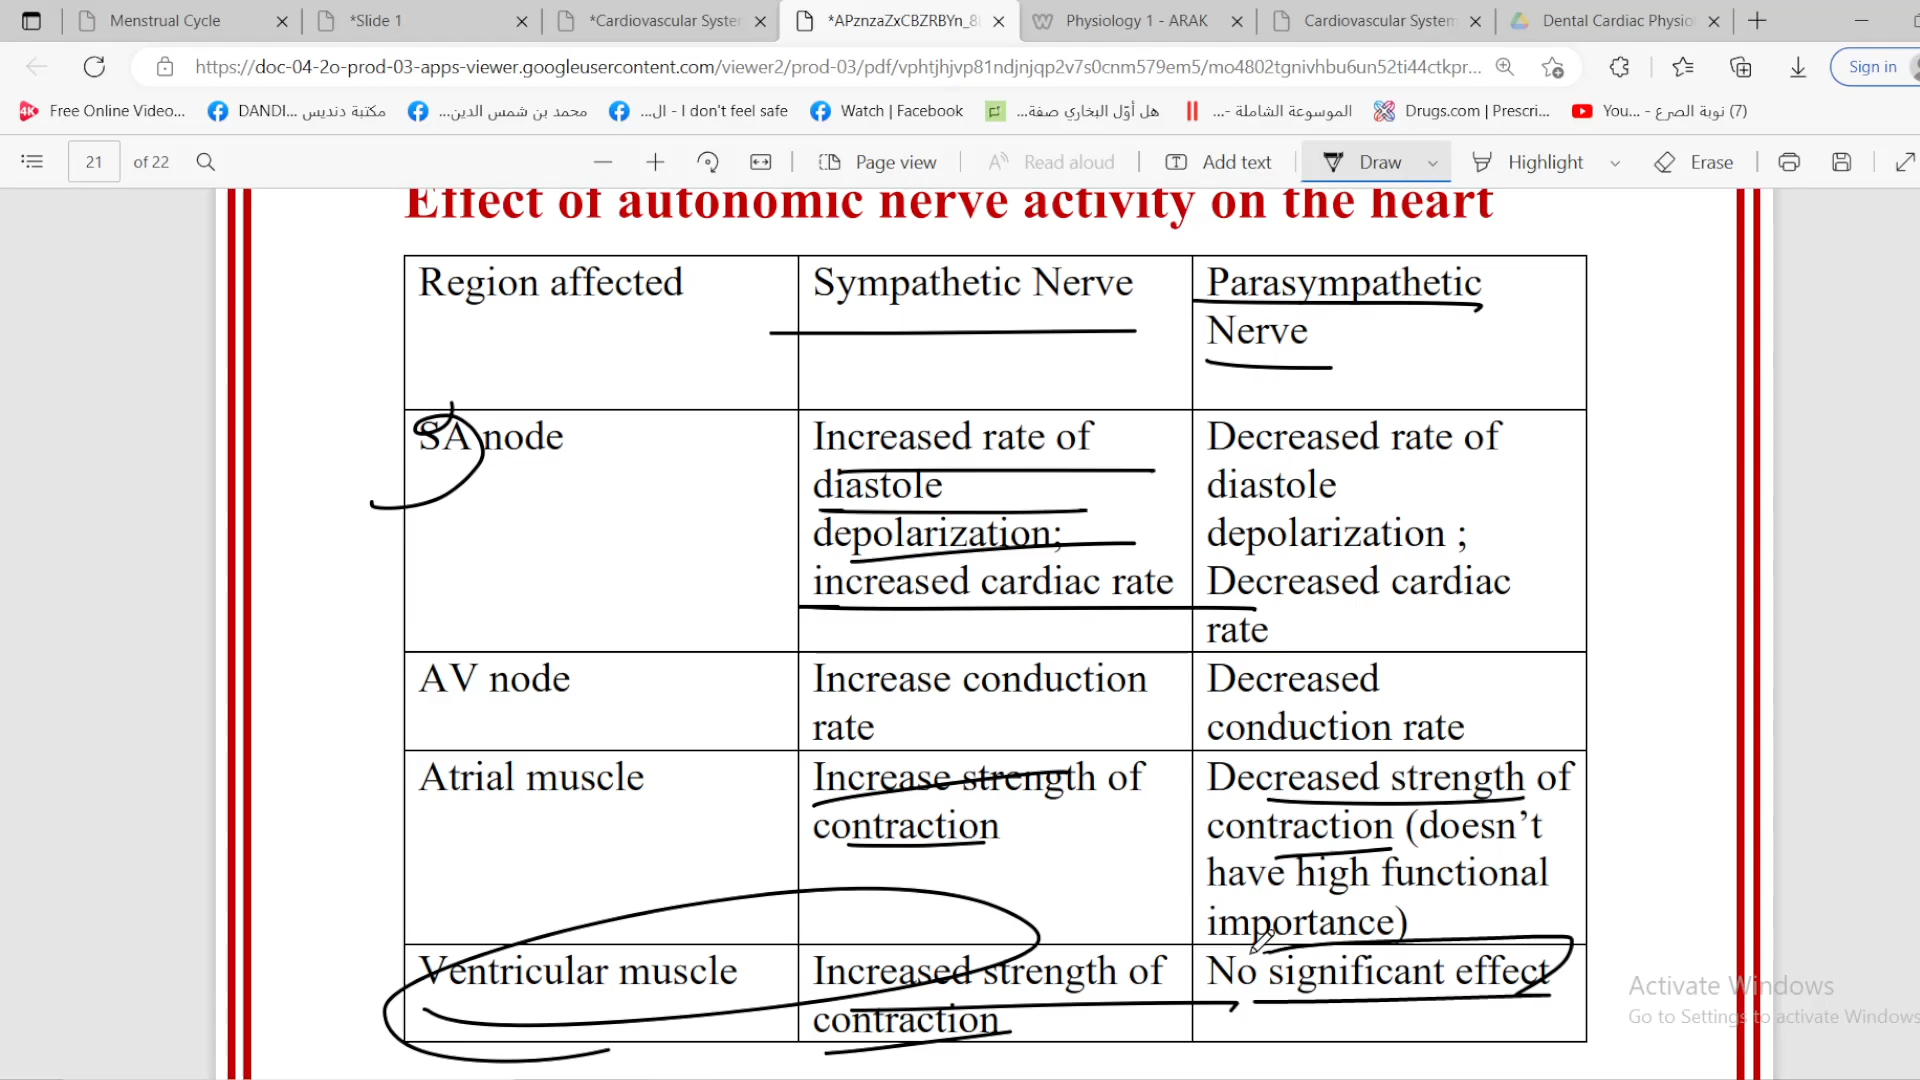 Menstrual Cycle
*Slide 1
*Cardiovascular Syster
*APznzaZxCBZRBYn_8
Physiology 1 - ARAK
Cardiovascular System
Dental Cardiac Physio
https://doc-04-2o-prod-03-apps-viewer.googleusercontent.com/viewer2/prod-03/pdf/vphtjhjvp81ndjnjqp2v7s0cnm579em5/mo4802tgnivhbu6un52ti44ctkpr...
Sign in
Free Online Video...
DANDI... مكتبة دنديس
محمد بن شمس الدين...
ال... - I don't feel safe
Watch | Facebook
هل أوّل البخاري صفة...
الموسوعة الشاملة -...
Drugs.com | Prescri...
(7) نوبة الصرع - You...
21 of 22
Page view
Read aloud
Add text
Draw
Highlight
Erase
Effect of autonomic nerve activity on the heart
Region affected
Sympathetic Nerve
Parasympathetic
Nerve
SA node
Increased rate of
diastole
depolarization;
increased cardiac rate
Decreased rate of
diastole
depolarization ;
Decreased cardiac
rate
AV node
Increase conduction
rate
Decreased
conduction rate
Atrial muscle
Increase strength of
contraction
Decreased strength of
contraction (doesn’t
have high functional
importance)
Ventricular muscle
Increased strength of
contraction
No significant effect
Activate Windows
Go to Settings to activate Windows